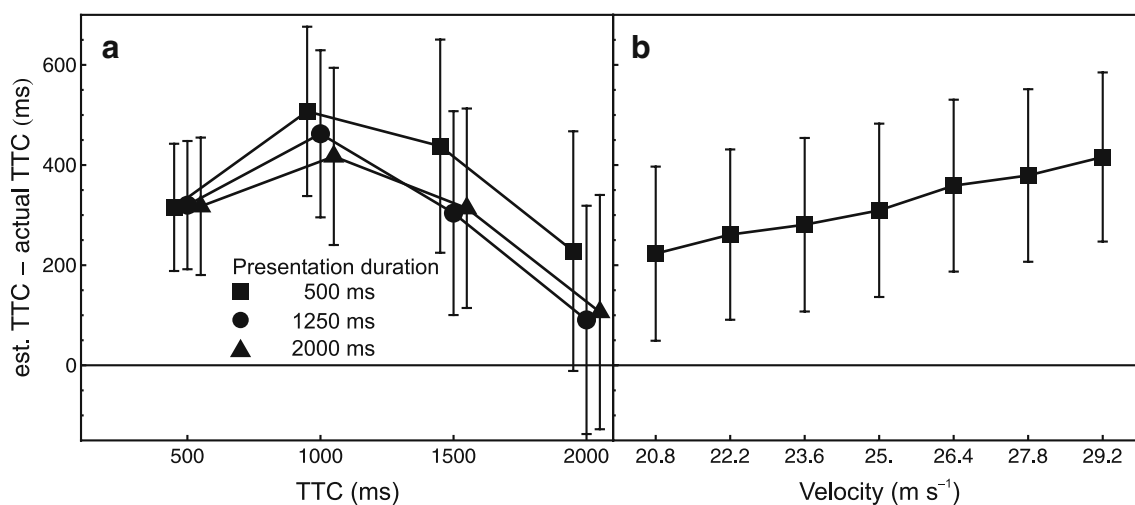 a
b
est. TTC – actual TTC (ms)
600
400
200
0
Presentation duration
500 ms
1250 ms
2000 ms
500
1000
1500
2000
TTC (ms)
20.8
22.2
23.6
25.
26.4
27.8
29.2
Velocity (m s⁻¹)